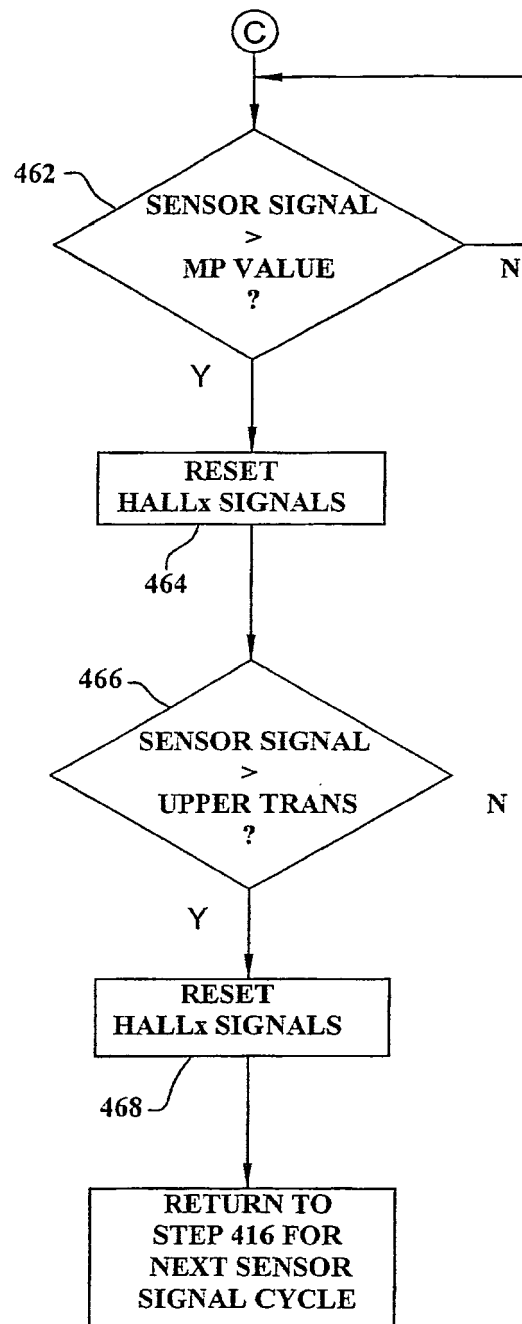 C
462
SENSOR SIGNAL
>
MP VALUE
?
N
Y
RESET
HALLx SIGNALS
464
466
SENSOR SIGNAL
>
UPPER TRANS
?
N
Y
RESET
HALLx SIGNALS
468
RETURN TO
STEP 416 FOR
NEXT SENSOR
SIGNAL CYCLE